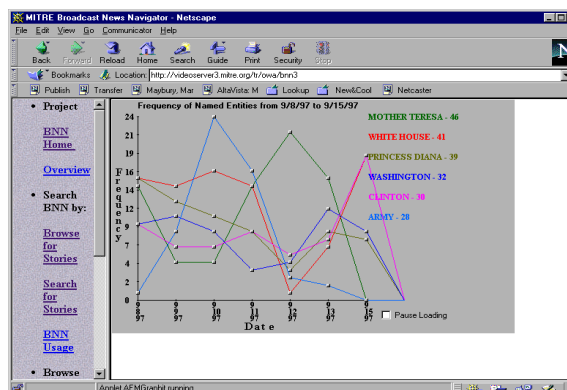 MITRE Broadcast News Navigator - Netscape
File Edit View Go Communicator Help
Back Forward Reload Home Search Guide Print Security Stop
Bookmarks Location: http://videoserver3.mitre.org/tr/owa/bnn3
Publish Transfer Maybury, Mar AltaVista: M Lookup New&Cool Netcaster
Project
BNN
Home
Overview
Search
BNN by:
Browse
for
Stories
Search
for
Stories
BNN
Usage
Browse
Frequency of Named Entities from 9/8/97 to 9/15/97
MOTHER TERESA - 46
WHITE HOUSE - 41
PRINCESS DIANA - 39
WASHINGTON - 32
CLINTON - 30
ARMY - 28
Frequency
24
21
19
16
14
12
9
7
4
2
0
9 9 9 9 9 9
8 9 10 11 12 13 15
97 97 97 97 97 97 97
Date
Pause Loading